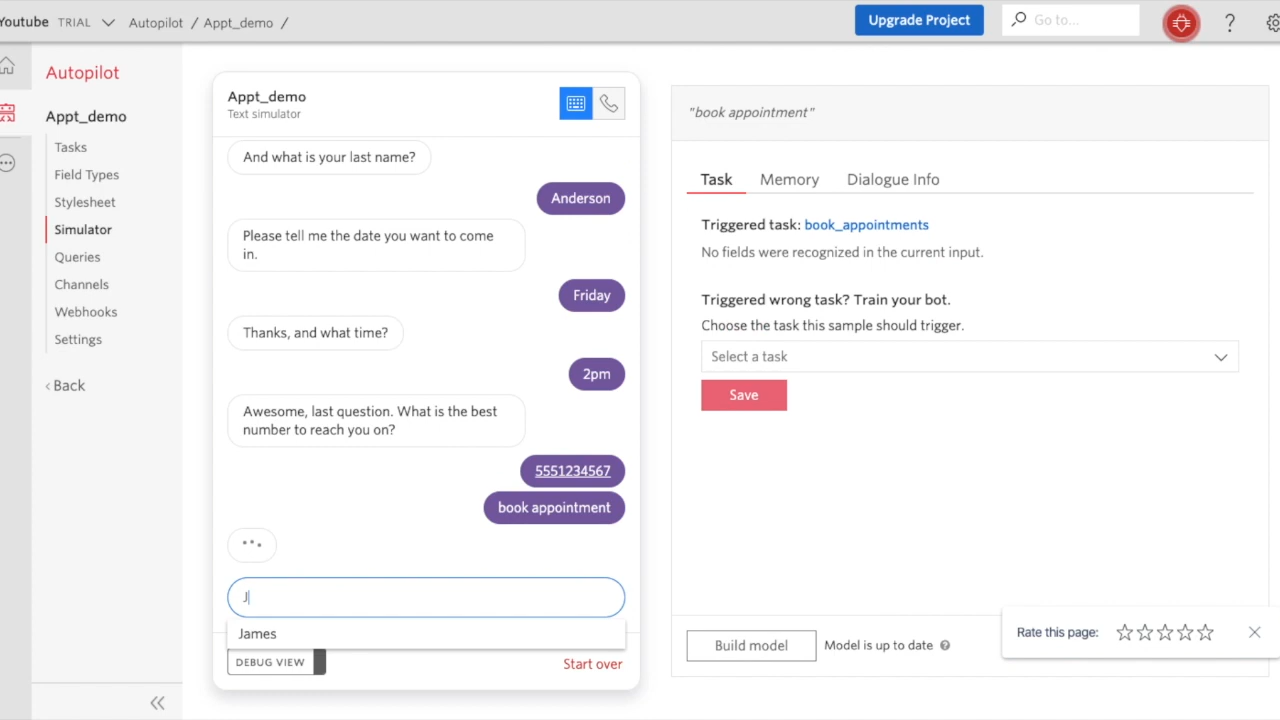 Youtube TRIAL Autopilot / Appt_demo /
Upgrade Project
Go to...
?
Autopilot
Appt_demo
Tasks
Field Types
Stylesheet
Simulator
Queries
Channels
Webhooks
Settings
‹ Back
Appt_demo
Text simulator
And what is your last name?
Anderson
Please tell me the date you want to come
in.
Friday
Thanks, and what time?
2pm
Awesome, last question. What is the best
number to reach you on?
5551234567
book appointment
J
James
DEBUG VIEW
Start over
"book appointment"
Task Memory Dialogue Info
Triggered task: book_appointments
No fields were recognized in the current input.
Triggered wrong task? Train your bot.
Choose the task this sample should trigger.
Select a task
Save
Build model
Model is up to date
Rate this page: